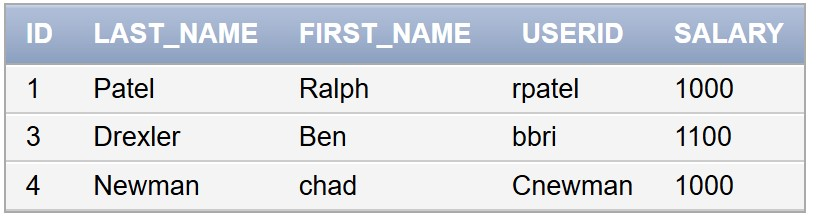 ID LAST_NAME FIRST_NAME USERID SALARY
1 Patel Ralph rpatel 1000
3 Drexler Ben bbri 1100
4 Newman chad Cnewman 1000